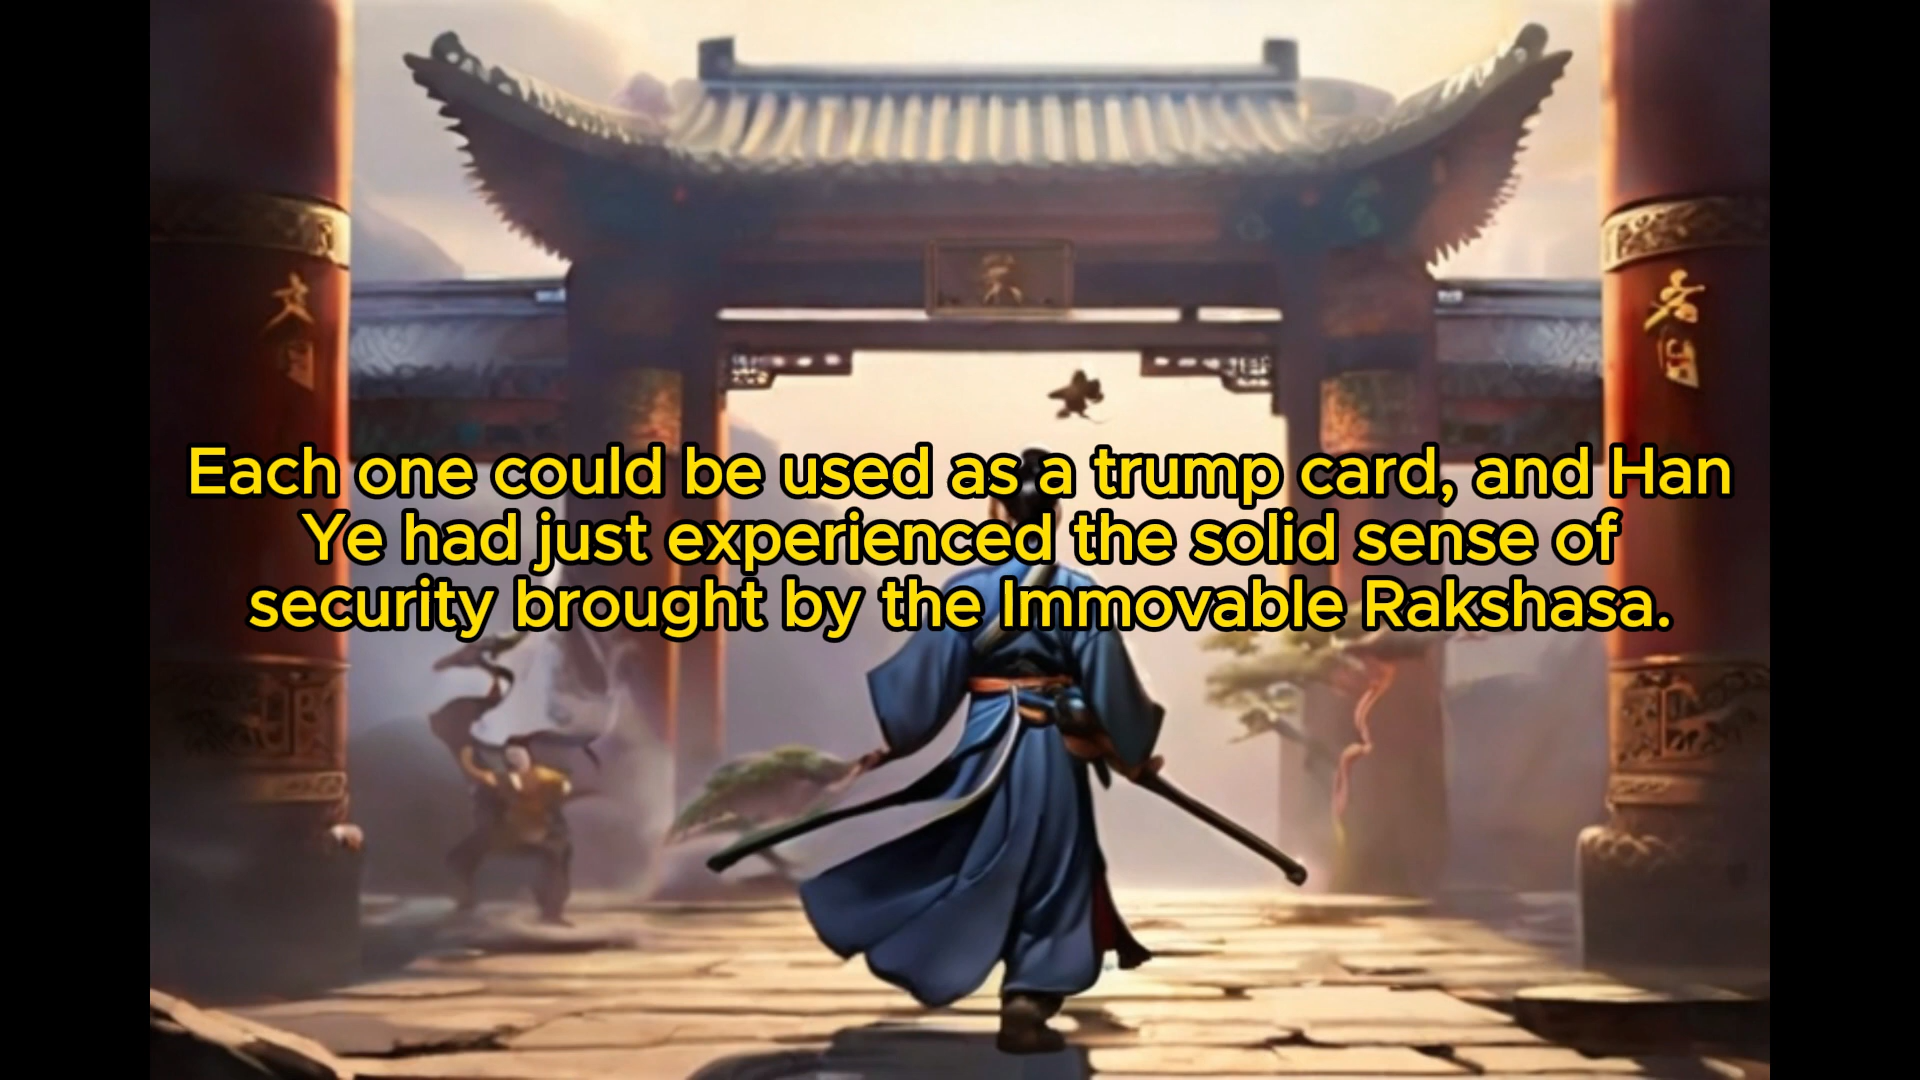 Each one could be used as a trump card, and Han
Ye had just experienced the solid sense of
security brought by the Immovable Rakshasa.